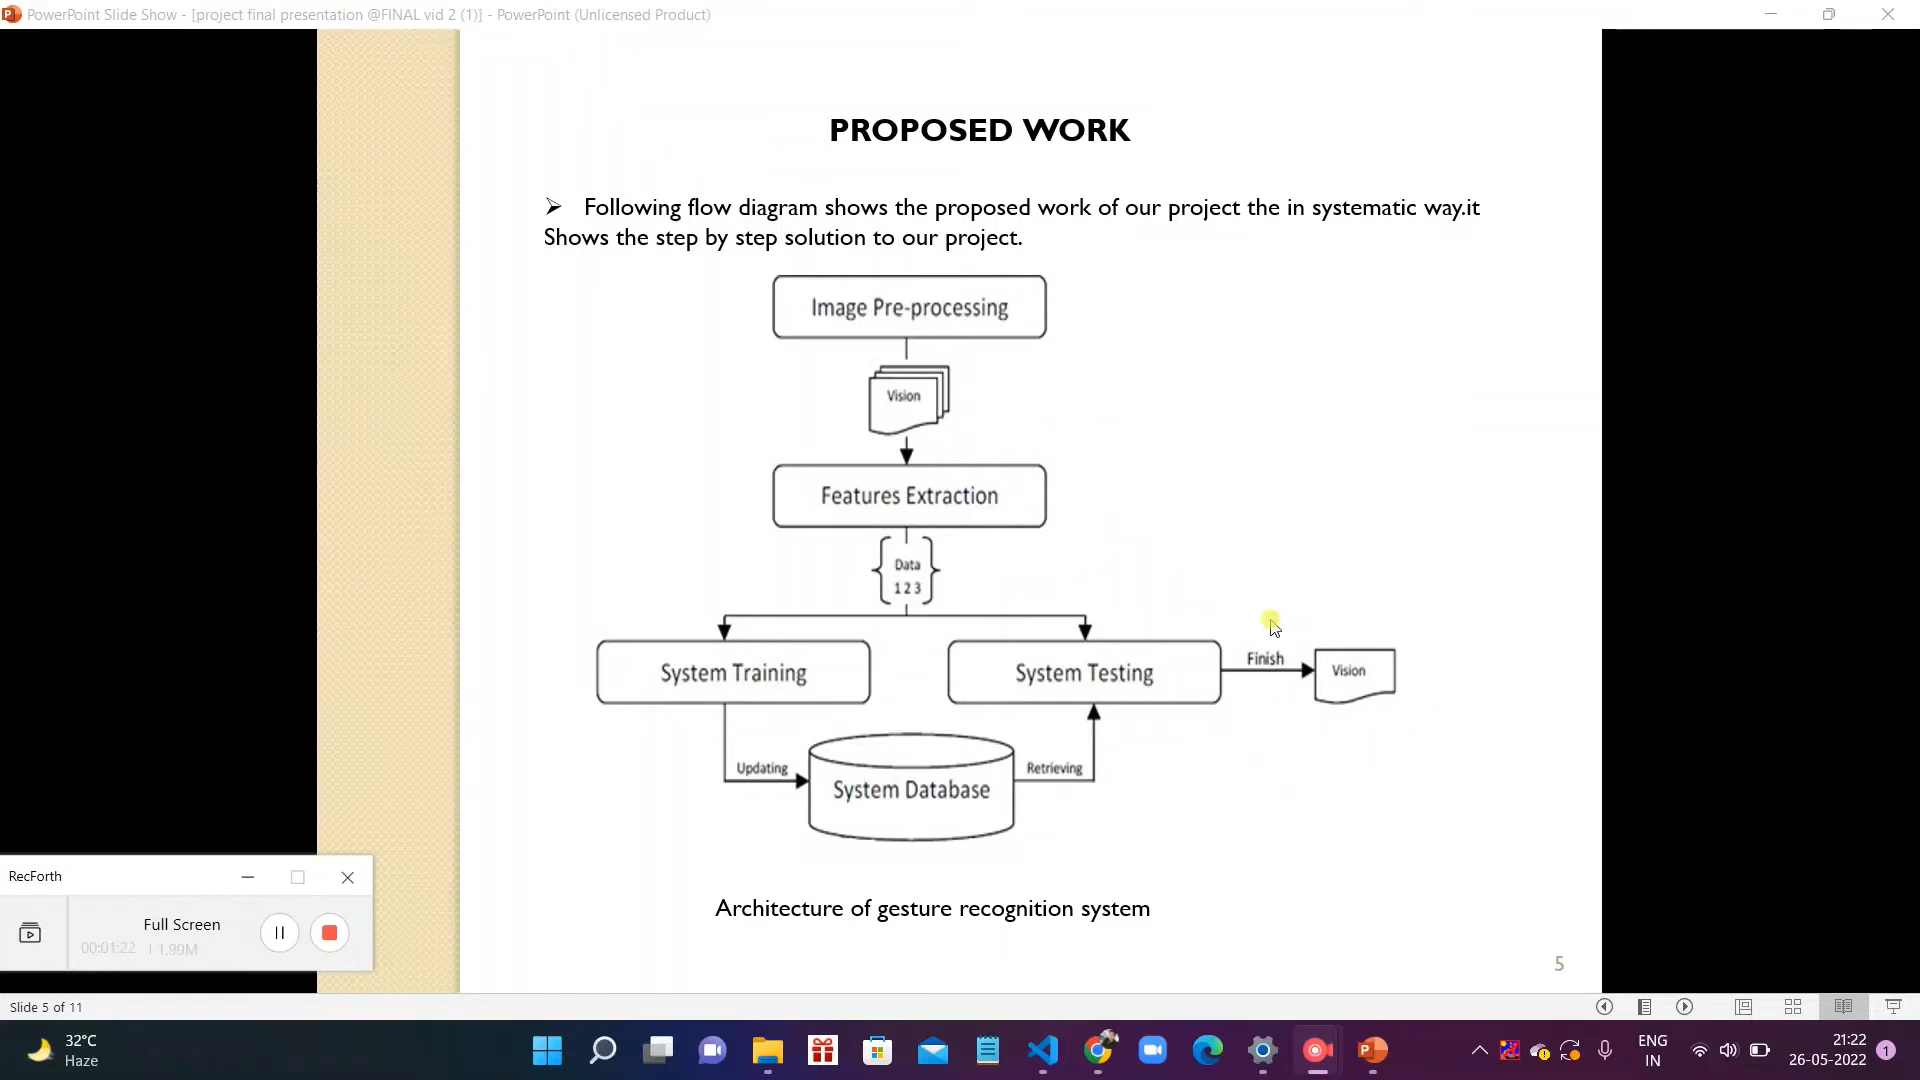 PowerPoint Slide Show - [project final presentation @FINAL vid 2 (1)] - PowerPoint (Unlicensed Product)
PROPOSED WORK
Following flow diagram shows the proposed work of our project the in systematic way.it
Shows the step by step solution to our project.
Image Pre-processing
Vision
Features Extraction
Data
1 2 3
System Training
System Testing
Finish
Vision
Updating
System Database
Retrieving
Architecture of gesture recognition system
5
RecForth
Full Screen
00:01:22 | 1.90M
Slide 5 of 11
32°C
Haze
ENG
IN
21:22
26-05-2022
1